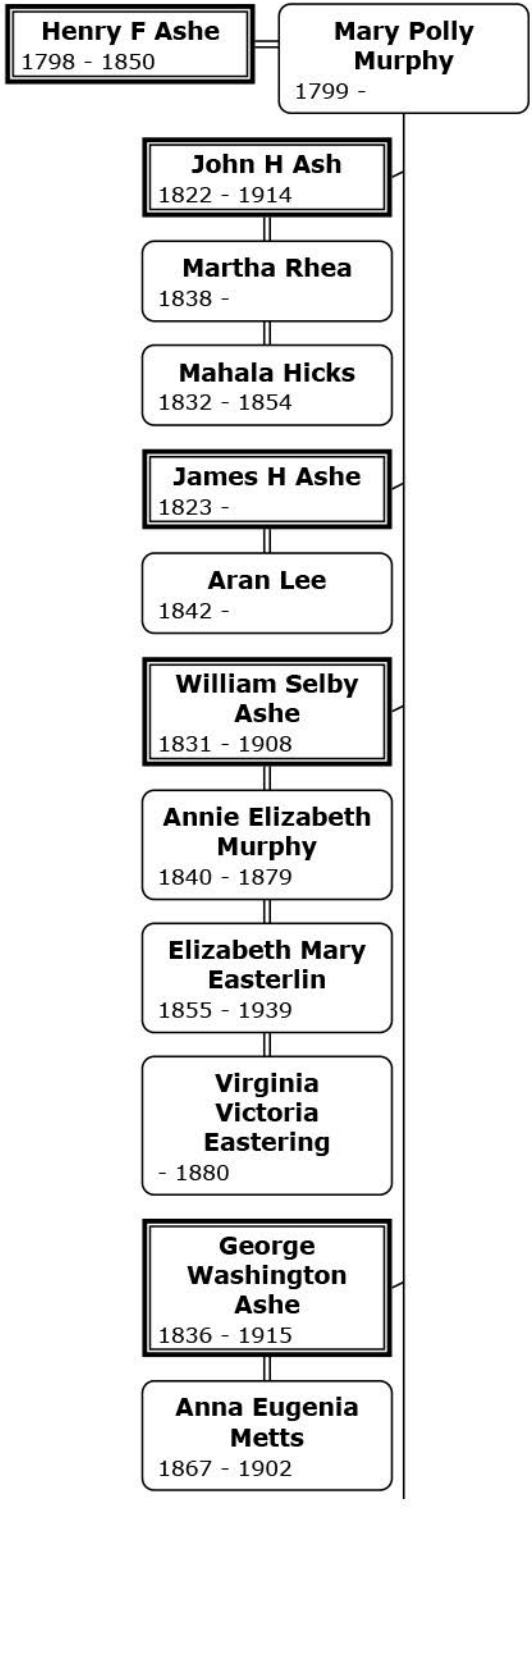 Henry F Ashe
1798 - 1850
Mary Polly
Murphy
1799 -
John H Ash
1822 - 1914
Martha Rhea
1838 -
Mahala Hicks
1832 - 1854
James H Ashe
1823 -
Aran Lee
1842 -
William Selby
Ashe
1831 - 1908
Annie Elizabeth
Murphy
1840 - 1879
Elizabeth Mary
Easterlin
1855 - 1939
Virginia
Victoria
Eastering
- 1880
George
Washington
Ashe
1836 - 1915
Anna Eugenia
Metts
1867 - 1902